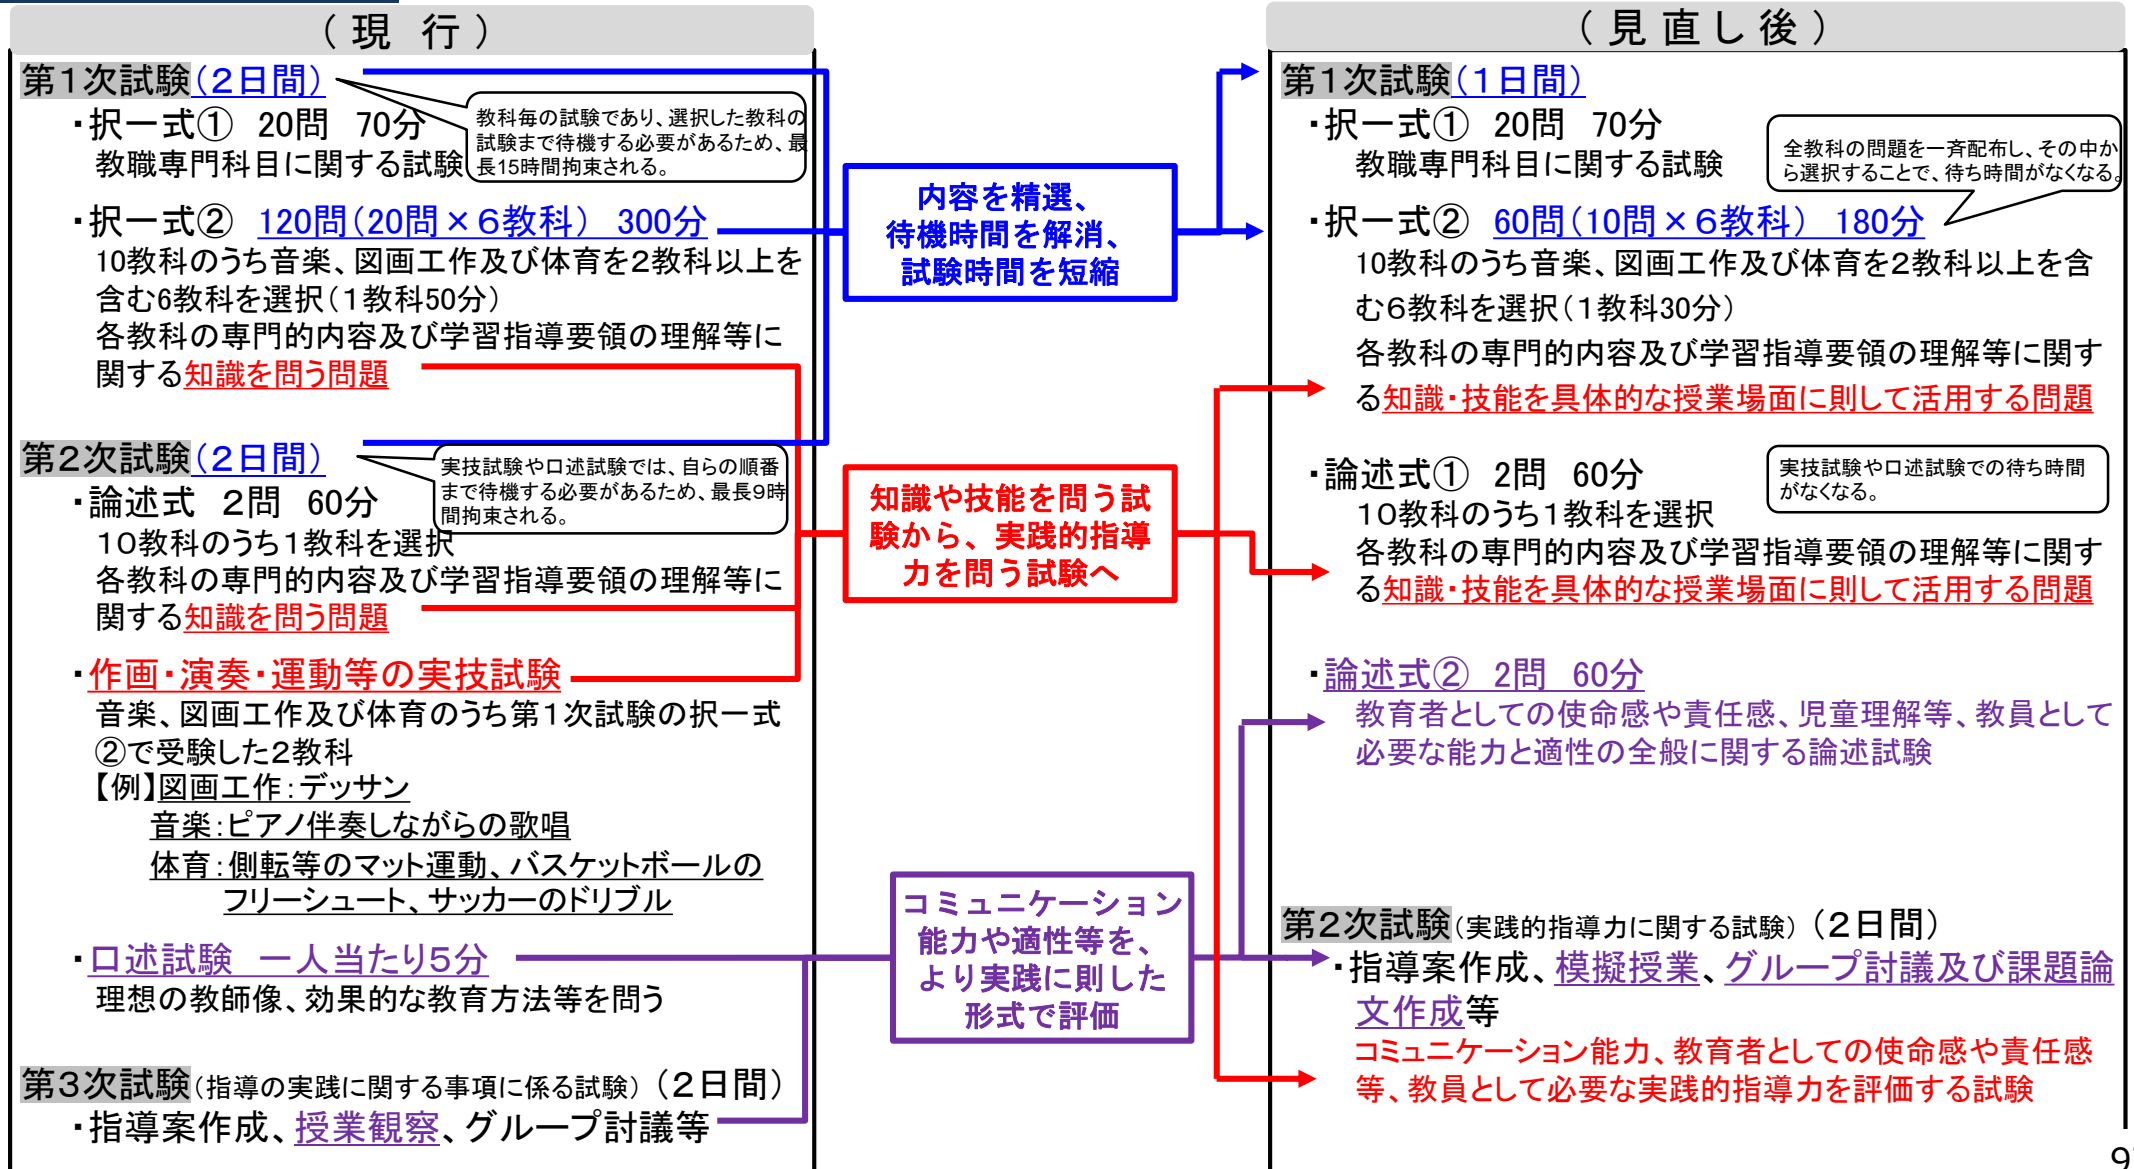 （現 行）
第１次試験（２日間）
教科毎の試験であり、選択した教科の
試験まで待機する必要があるため、最
長15時間拘束される。
・択一式① 20問 70分
教職専門科目に関する試験
・択一式② 120問（20問×６教科） 300分
10教科のうち音楽、図画工作及び体育を２教科以上を
含む6教科を選択（１教科50分）
各教科の専門的内容及び学習指導要領の理解等に
関する知識を問う問題
第２次試験（２日間）
実技試験や口述試験では、自らの順番
まで待機する必要があるため、最長９時
間拘束される。
・論述式 ２問 60分
１０教科のうち１教科を選択
各教科の専門的内容及び学習指導要領の理解等に
関する知識を問う問題
・作画・演奏・運動等の実技試験
音楽、図画工作及び体育のうち第１次試験の択一式
②で受験した２教科
【例】図画工作：デッサン
音楽：ピアノ伴奏しながらの歌唱
体育：側転等のマット運動、バスケットボールの
フリーシュート、サッカーのドリブル
・口述試験 一人当たり５分
理想の教師像、効果的な教育方法等を問う
第３次試験（指導の実践に関する事項に係る試験）（２日間）
・指導案作成、授業観察、グループ討議等
内容を精選、
待機時間を解消、
試験時間を短縮
知識や技能を問う試
験から、実践的指導
力を問う試験へ
コミュニケーション
能力や適性等を、
より実践に則した
形式で評価
（見直し後）
第１次試験（１日間）
・択一式① 20問 70分
教職専門科目に関する試験
全教科の問題を一斉配布し、その中か
ら選択することで、待ち時間がなくなる。
・択一式② 60問（10問×６教科） 180分
10教科のうち音楽、図画工作及び体育を２教科以上を含
む６教科を選択（１教科30分）
各教科の専門的内容及び学習指導要領の理解等に関す
る知識・技能を具体的な授業場面に則して活用する問題
・論述式① 2問 60分
実技試験や口述試験での待ち時間
がなくなる。
１０教科のうち１教科を選択
各教科の専門的内容及び学習指導要領の理解等に関す
る知識・技能を具体的な授業場面に則して活用する問題
・論述式② 2問 60分
教育者としての使命感や責任感、児童理解等、教員として
必要な能力と適性の全般に関する論述試験
第２次試験（実践的指導力に関する試験）（２日間）
・指導案作成、模擬授業、グループ討議及び課題論
文作成等
コミュニケーション能力、教育者としての使命感や責任感
等、教員として必要な実践的指導力を評価する試験